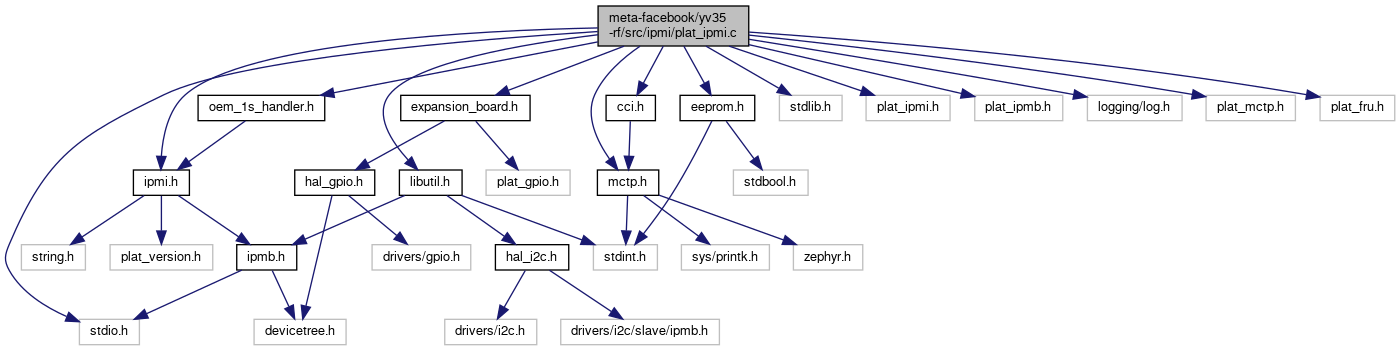 meta-facebook/yv35
-rf/src/ipmi/plat_ipmi.c
oem_1s_handler.h
expansion_board.h
cci.h
eeprom.h
stdlib.h
plat_ipmi.h
plat_ipmb.h
logging/log.h
plat_mctp.h
plat_fru.h
ipmi.h
hal_gpio.h
libutil.h
plat_gpio.h
mctp.h
stdbool.h
string.h
plat_version.h
ipmb.h
drivers/gpio.h
hal_i2c.h
stdint.h
sys/printk.h
zephyr.h
stdio.h
devicetree.h
drivers/i2c.h
drivers/i2c/slave/ipmb.h